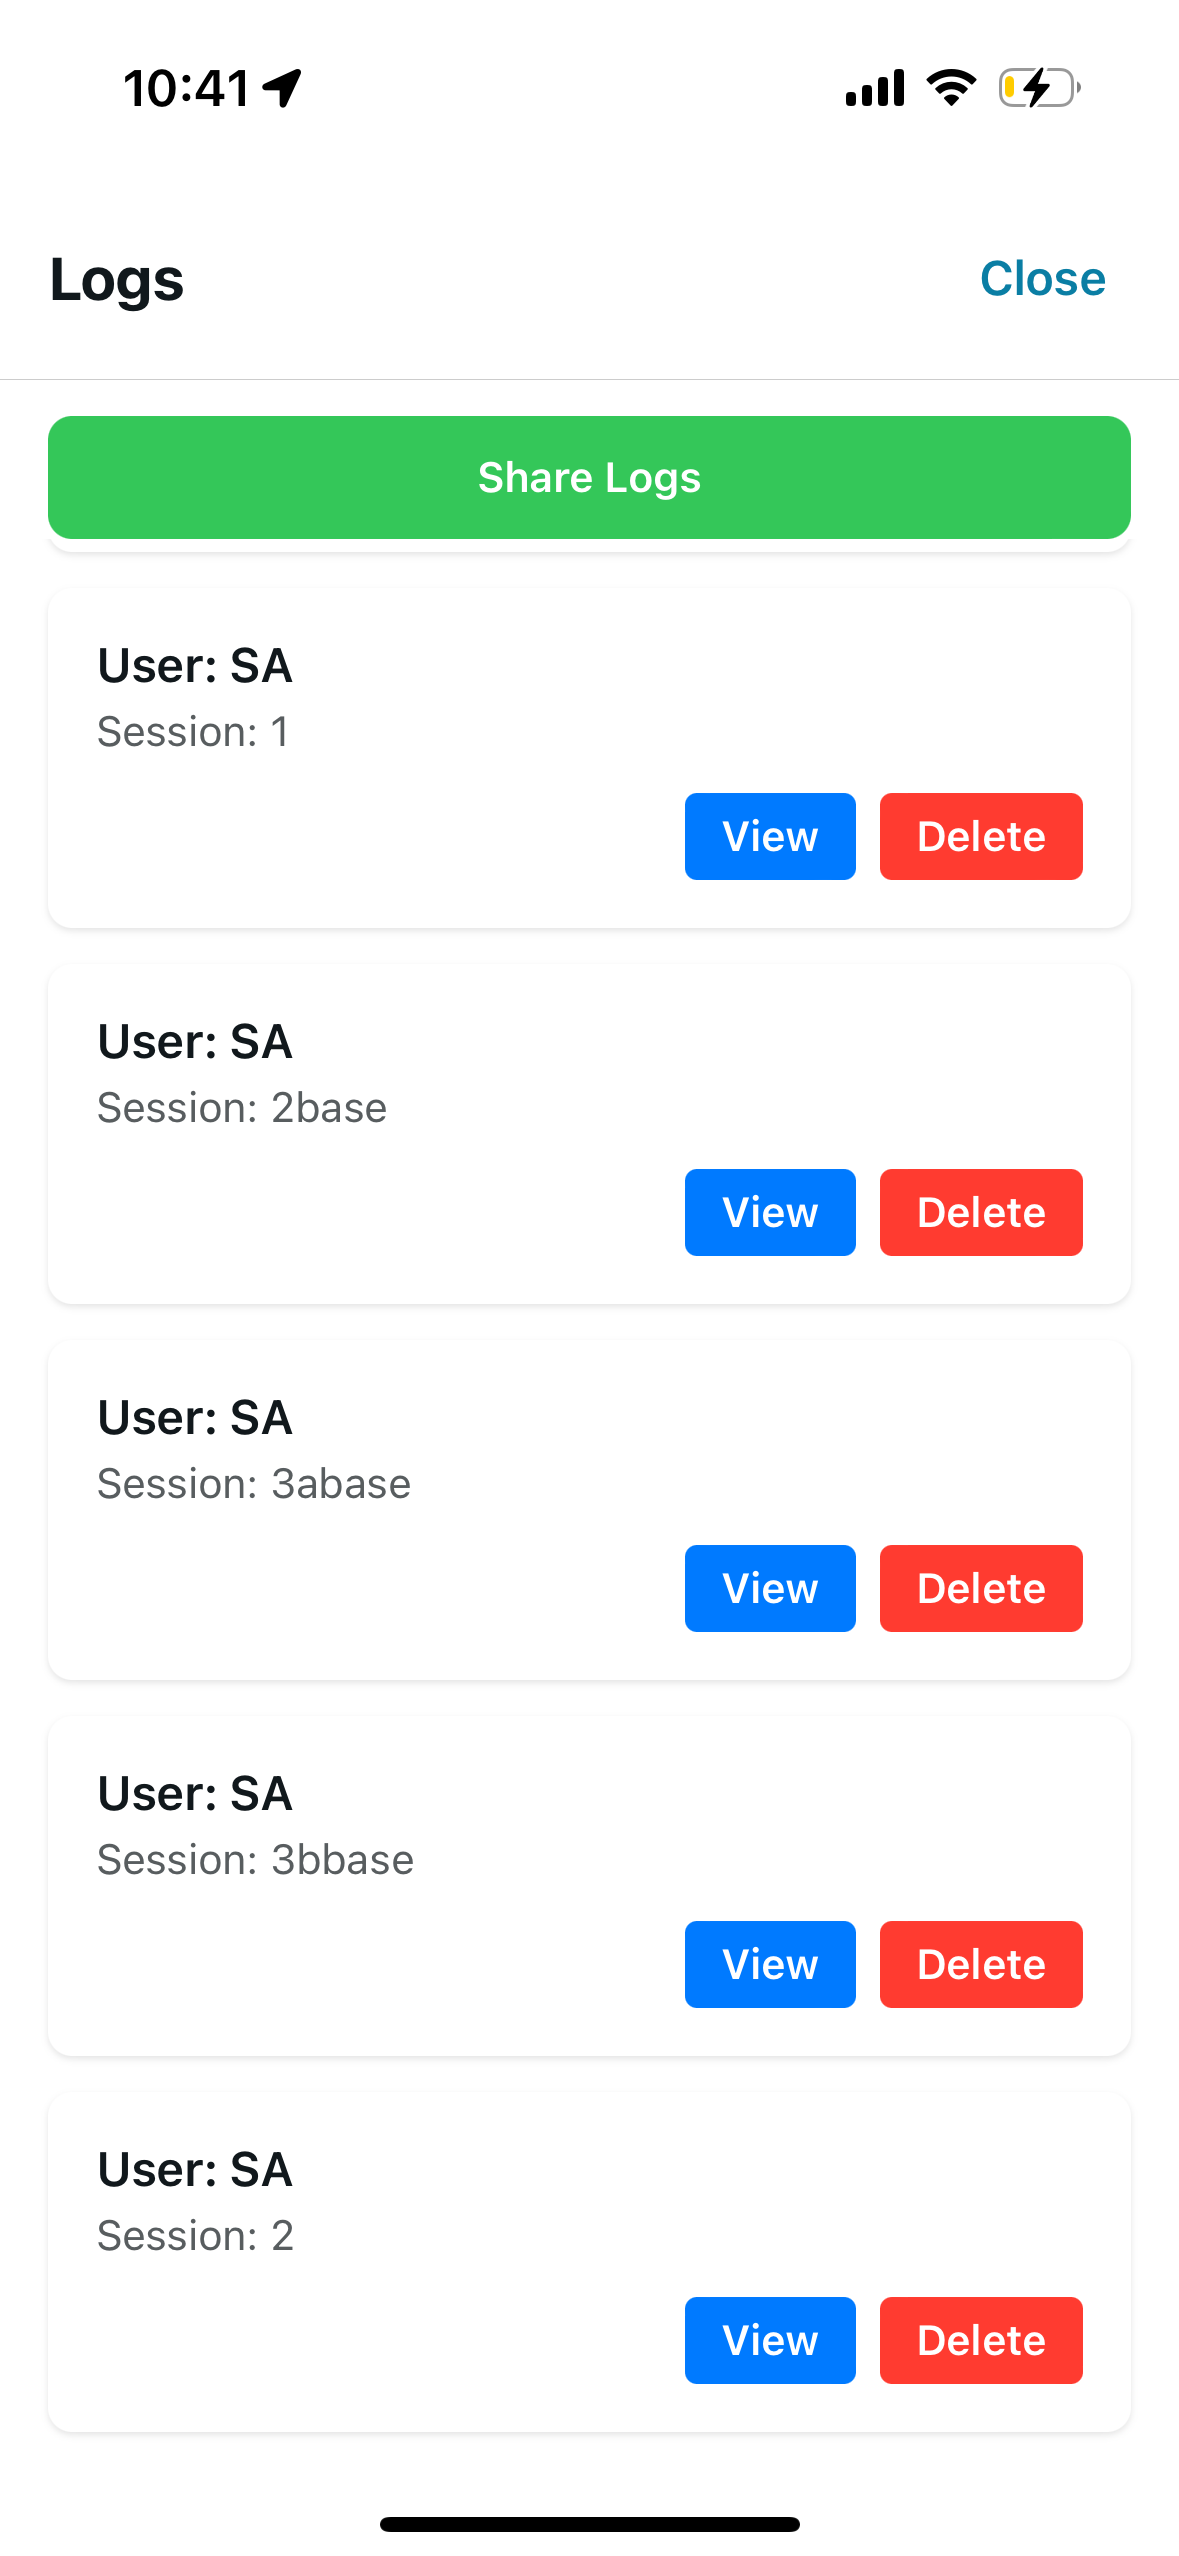 10:41
Logs
Close
Share Logs
User: SA
Session: 1
View
Delete
User: SA
Session: 2base
View
Delete
User: SA
Session: 3abase
View
Delete
User: SA
Session: 3bbase
View
Delete
User: SA
Session: 2
View
Delete